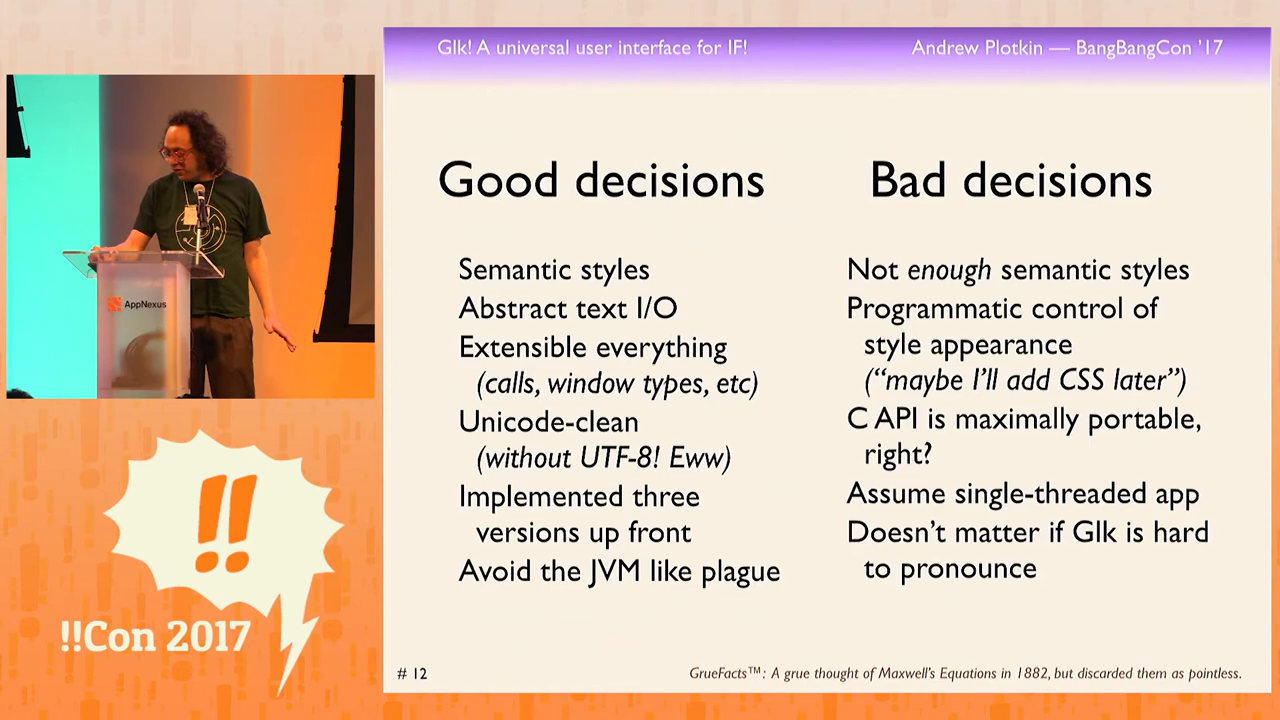 Glk! A universal user interface for IF!
Andrew Plotkin — BangBangCon '17
Good decisions
Semantic styles
Abstract text I/O
Extensible everything
(calls, window types, etc)
Unicode-clean
(without UTF-8! Eww)
Implemented three
versions up front
Avoid the JVM like plague
Bad decisions
Not enough semantic styles
Programmatic control of
style appearance
(“maybe I’ll add CSS later”)
C API is maximally portable,
right?
Assume single-threaded app
Doesn’t matter if Glk is hard
to pronounce
# 12
GrueFacts™: A grue thought of Maxwell’s Equations in 1882, but discarded them as pointless.
AppNexus
!!
!!Con 2017